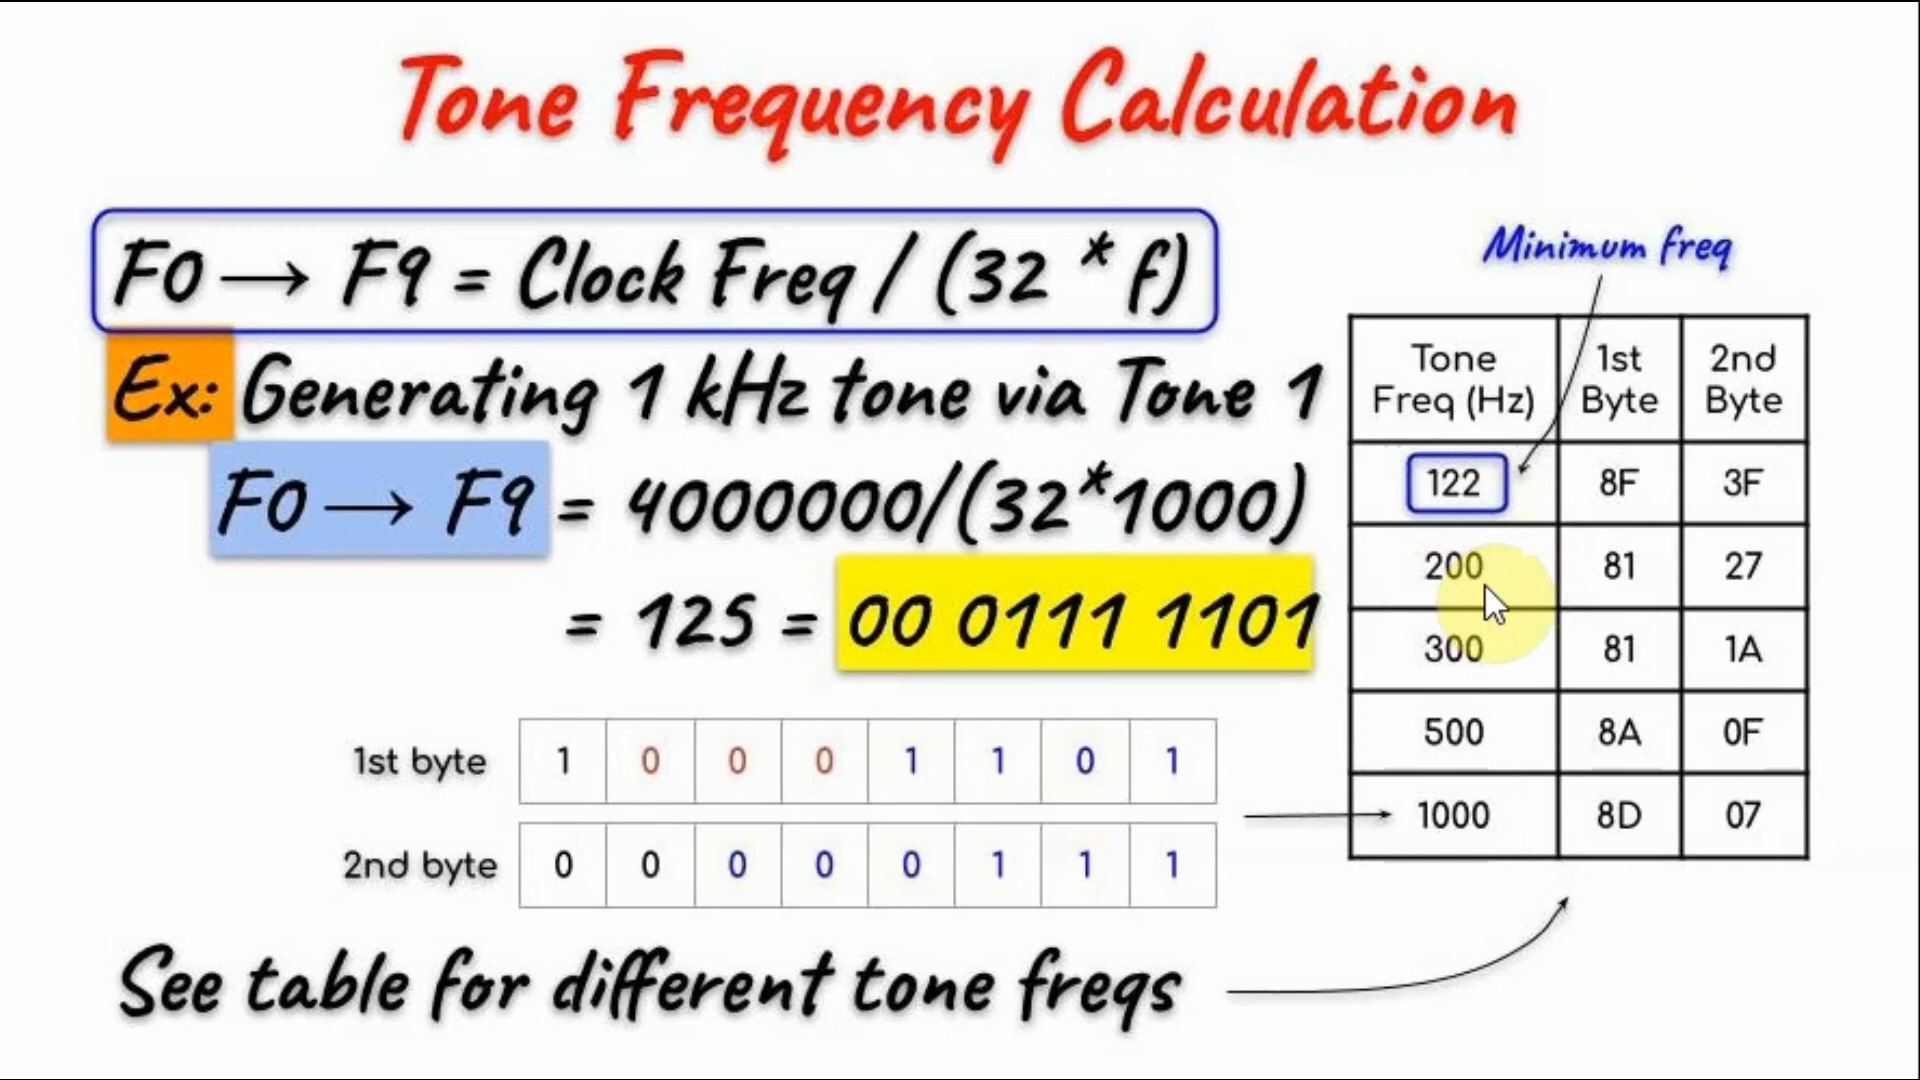 Tone Frequency Calculation
F0 → F9 = Clock Freq / (32 * f)
Ex: Generating 1 kHz tone via Tone 1
F0 → F9 = 4000000/(32*1000)
= 125 = 00 0111 1101
1st byte 1 0 0 0 1 1 0 1
2nd byte 0 0 0 0 0 1 1 1
See table for different tone freqs
Minimum freq
Tone Freq (Hz) 1st Byte 2nd Byte
122 8F 3F
200 81 27
300 81 1A
500 8A 0F
1000 8D 07